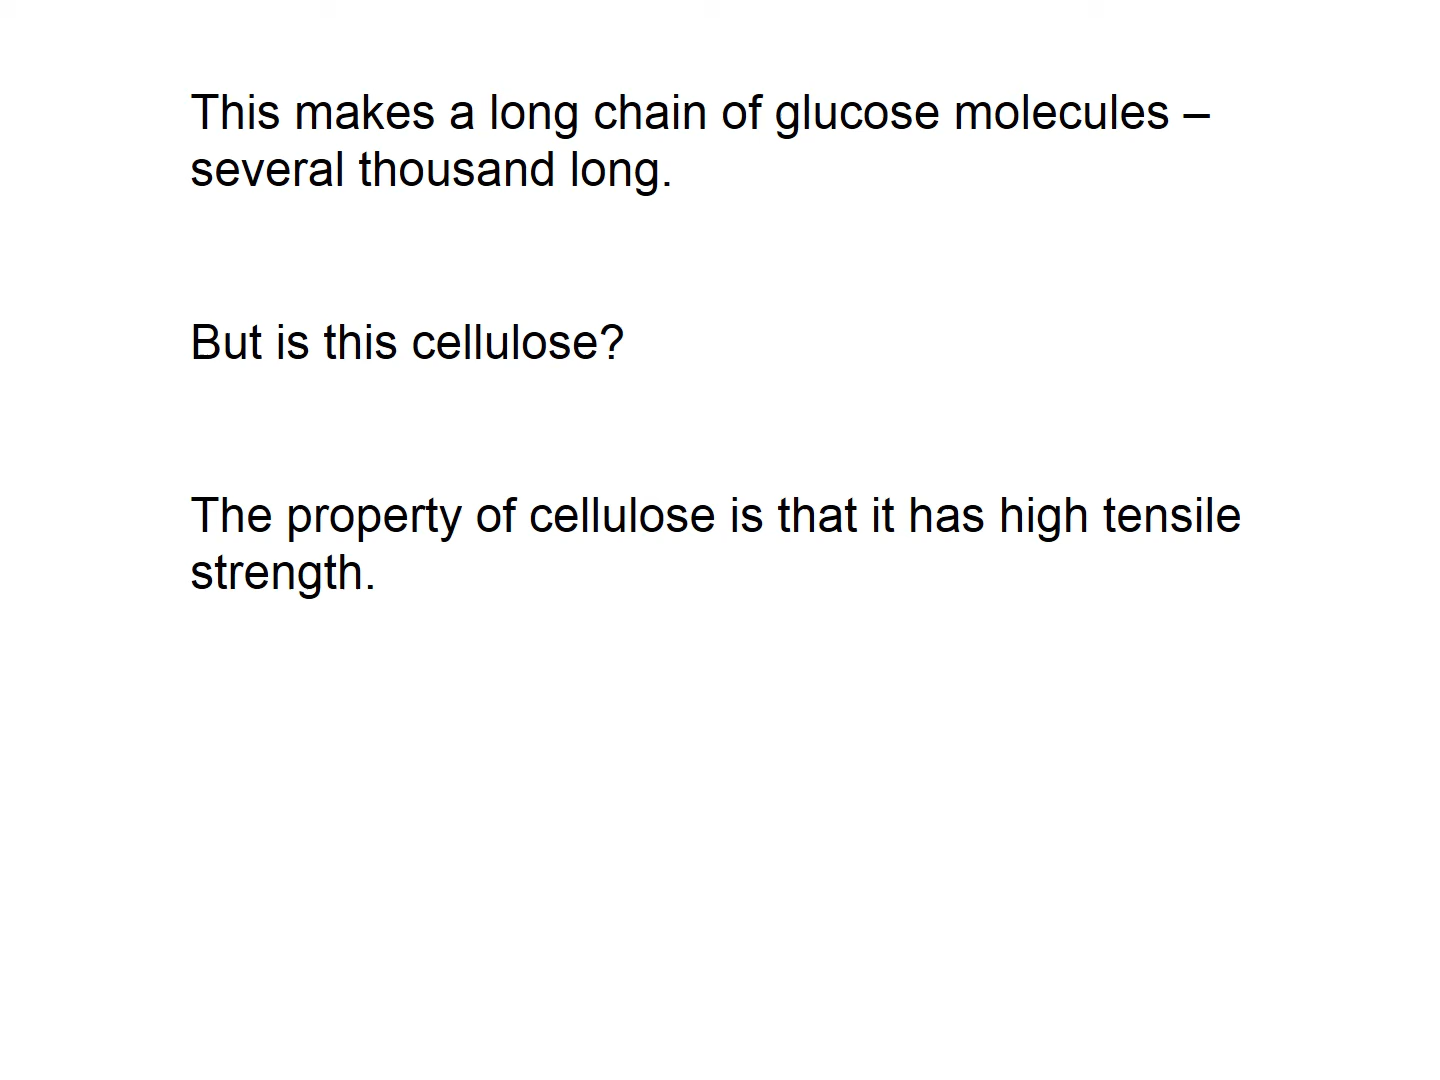 This makes a long chain of glucose molecules –
several thousand long.
But is this cellulose?
The property of cellulose is that it has high tensile
strength.